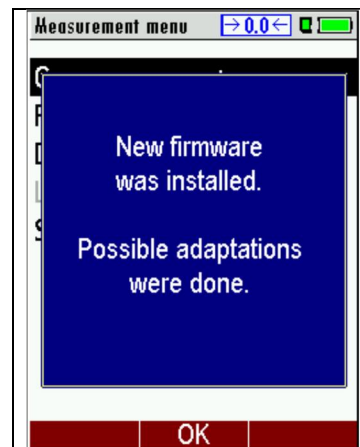 Measurement menu →0.0←
New firmware
was installed.
Possible adaptations
were done.
OK